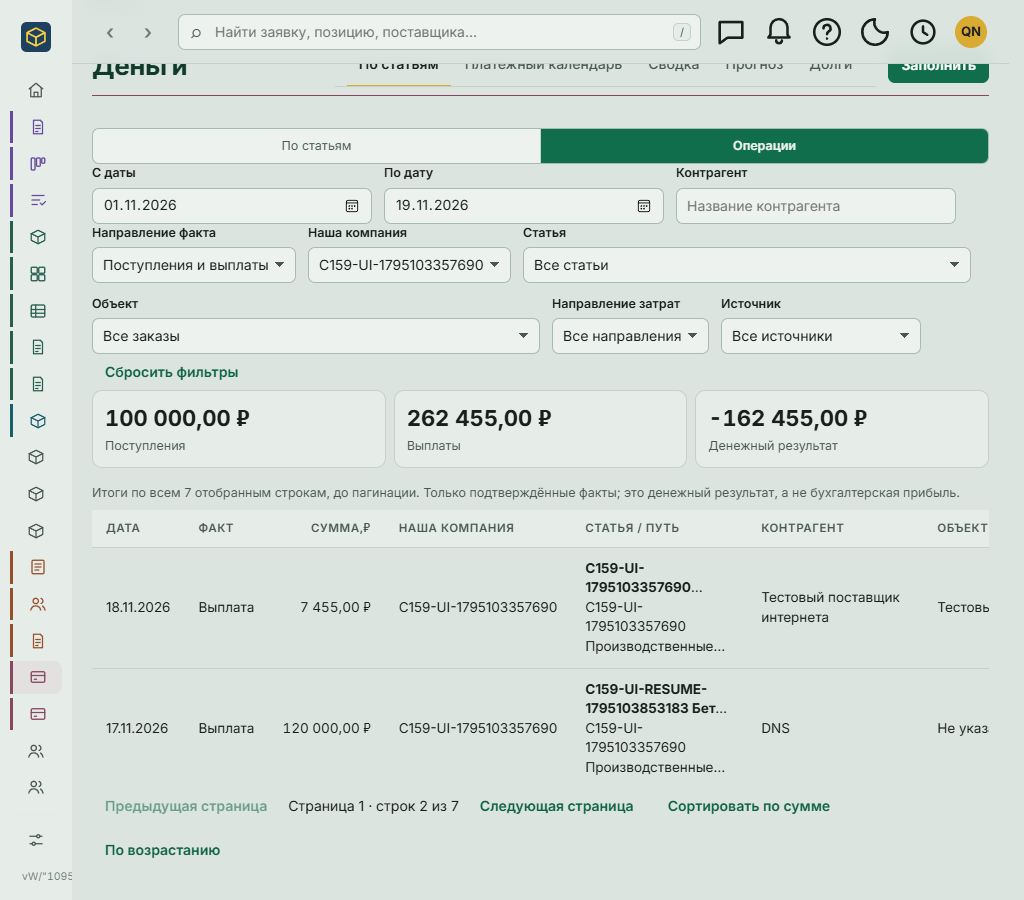 Найти заявку, позицию, поставщика...
/
QN
Деньги
По статьям
Платежный календарь
Сводка
Прогноз
Долги
Заполнить
По статьям
Операции
С даты
По дату
Контрагент
01.11.2026
19.11.2026
Название контрагента
Направление факта
Наша компания
Статья
Поступления и выплаты
C159-UI-1795103357690
Все статьи
Объект
Направление затрат
Источник
Все заказы
Все направления
Все источники
Сбросить фильтры
100 000,00 ₽
Поступления
262 455,00 ₽
Выплаты
-162 455,00 ₽
Денежный результат
Итоги по всем 7 отобранным строкам, до пагинации. Только подтверждённые факты; это денежный результат, а не бухгалтерская прибыль.
ДАТА
ФАКТ
СУММА,₽
НАША КОМПАНИЯ
СТАТЬЯ / ПУТЬ
КОНТРАГЕНТ
ОБЪЕКТ
18.11.2026
Выплата
7 455,00 ₽
C159-UI-1795103357690
C159-UI-
1795103357690...
C159-UI-
1795103357690
Производственные...
Тестовый поставщик
интернета
Тестовь
17.11.2026
Выплата
120 000,00 ₽
C159-UI-1795103357690
C159-UI-RESUME-
1795103853183 Бет...
C159-UI-
1795103357690
Производственные...
DNS
Не указ
Предыдущая страница
Страница 1 · строк 2 из 7
Следующая страница
Сортировать по сумме
По возрастанию
vW/"1095